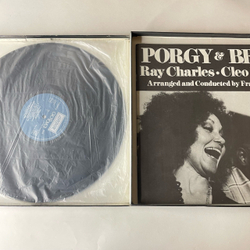 PORGY & BE
Ray Charles • Cleo
Arranged and Conducted by Fr